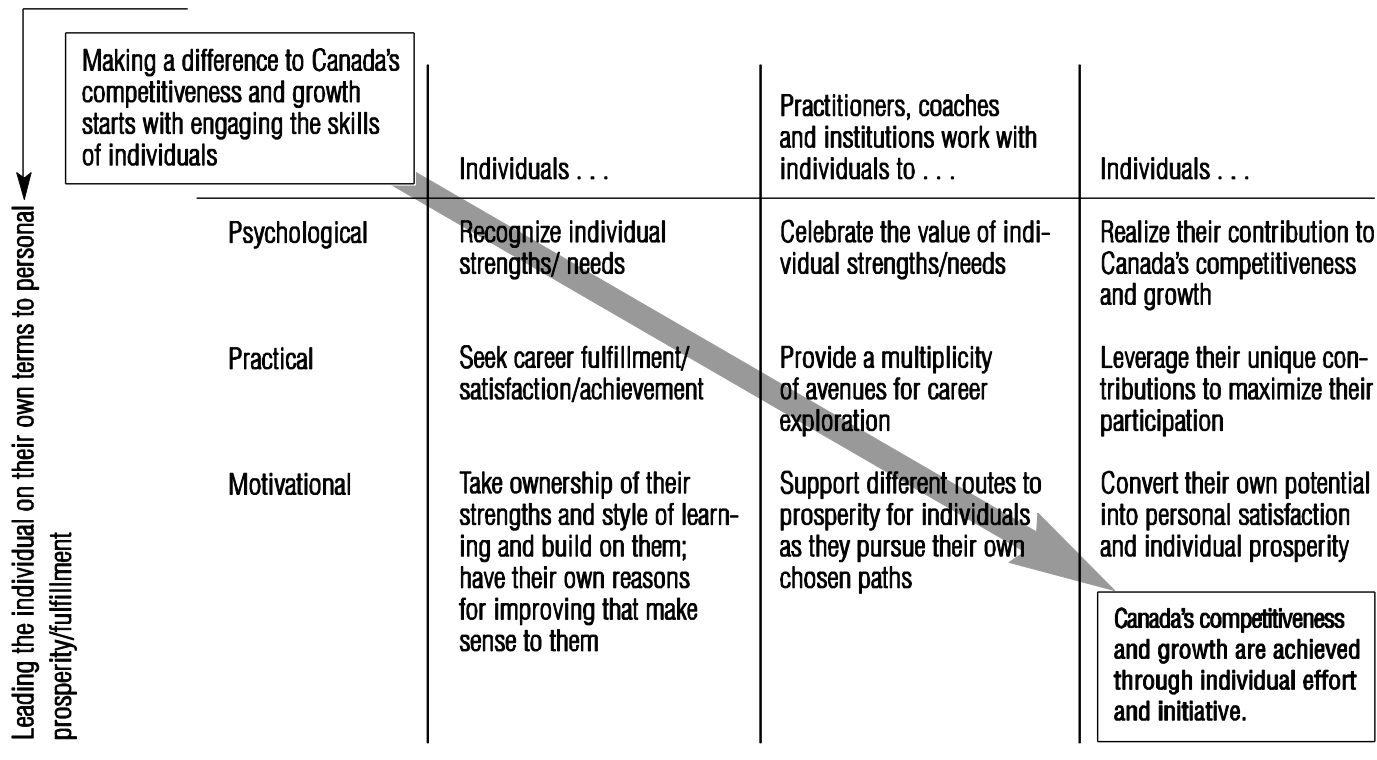 Making a difference to Canada's
competitiveness and growth
starts with engaging the skills
of individuals
Leading the individual on their own terms to personal
prosperity/fulfillment
Individuals . . .
Practitioners, coaches
and institutions work with
individuals to . . .
Individuals . . .
Psychological
Recognize individual
strengths/ needs
Celebrate the value of indi-
vidual strengths/needs
Realize their contribution to
Canada's competitiveness
and growth
Practical
Seek career fulfillment/
satisfaction/achievement
Provide a multiplicity
of avenues for career
exploration
Leverage their unique con-
tributions to maximize their
participation
Motivational
Take ownership of their
strengths and style of learn-
ing and build on them;
have their own reasons
for improving that make
sense to them
Support different routes to
prosperity for individuals
as they pursue their own
chosen paths
Convert their own potential
into personal satisfaction
and individual prosperity
Canada's competitiveness
and growth are achieved
through individual effort
and initiative.